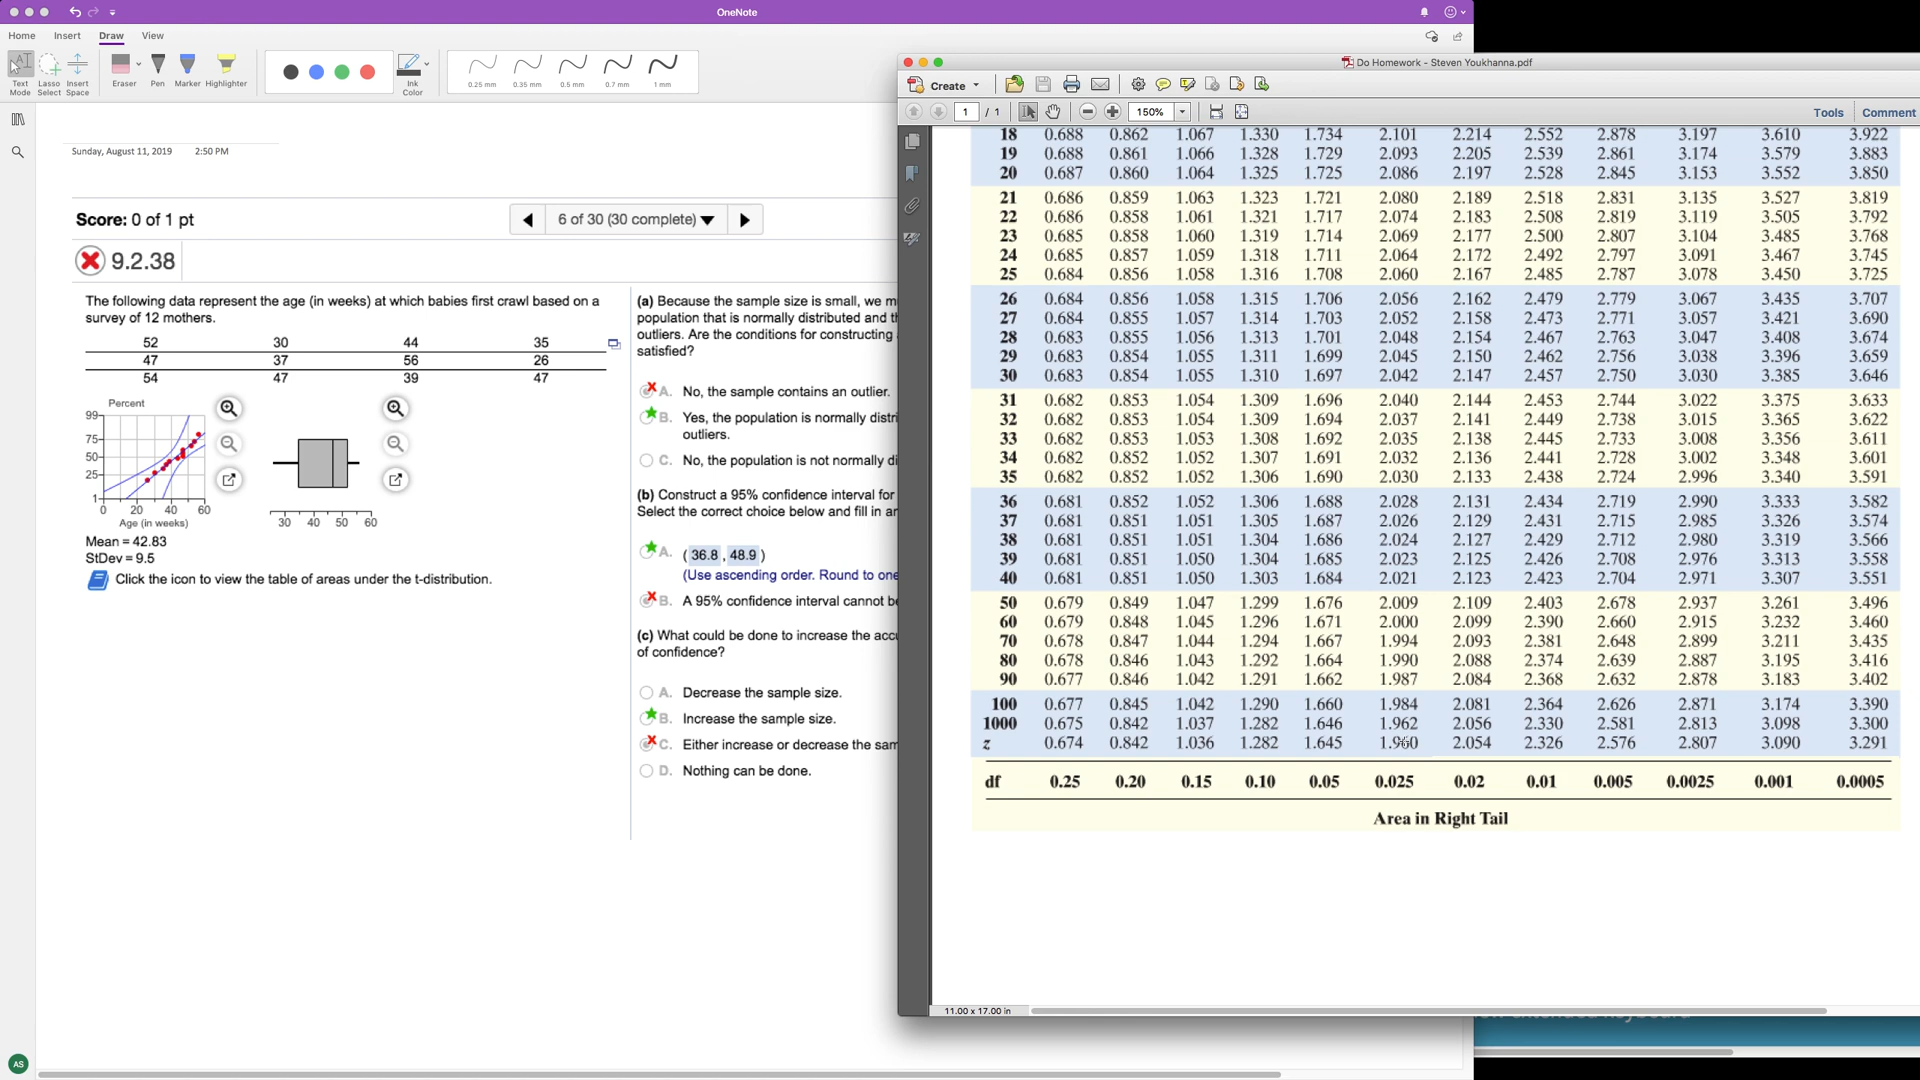 OneNote
Home Insert Draw View
Text Mode
Lasso Select
Insert Space
Eraser
Pen
Marker
Highlighter
Ink Color
0.25 mm 0.35 mm 0.5 mm 0.7 mm 1 mm
Sunday, August 11, 2019 2:50 PM
Score: 0 of 1 pt
6 of 30 (30 complete)
9.2.38
The following data represent the age (in weeks) at which babies first crawl based on a
survey of 12 mothers.
52 30 44 35
47 37 56 26
54 47 39 47
Percent
99
75
50
25
1
0 20 40 60
Age (in weeks)
30 40 50 60
Mean = 42.83
StDev = 9.5
Click the icon to view the table of areas under the t-distribution.
(a) Because the sample size is small, we m
population that is normally distributed and th
outliers. Are the conditions for constructing
satisfied?
A. No, the sample contains an outlier.
B. Yes, the population is normally distri
outliers.
C. No, the population is not normally di
(b) Construct a 95% confidence interval for
Select the correct choice below and fill in an
A. ( 36.8 , 48.9 )
(Use ascending order. Round to one
B. A 95% confidence interval cannot be
(c) What could be done to increase the accu
of confidence?
A. Decrease the sample size.
B. Increase the sample size.
C. Either increase or decrease the sam
D. Nothing can be done.
AS
Do Homework - Steven Youkhanna.pdf
Create
1 / 1 150% Tools Comment
18 0.688 0.862 1.067 1.330 1.734 2.101 2.214 2.552 2.878 3.197 3.610 3.922
19 0.688 0.861 1.066 1.328 1.729 2.093 2.205 2.539 2.861 3.174 3.579 3.883
20 0.687 0.860 1.064 1.325 1.725 2.086 2.197 2.528 2.845 3.153 3.552 3.850
21 0.686 0.859 1.063 1.323 1.721 2.080 2.189 2.518 2.831 3.135 3.527 3.819
22 0.686 0.858 1.061 1.321 1.717 2.074 2.183 2.508 2.819 3.119 3.505 3.792
23 0.685 0.858 1.060 1.319 1.714 2.069 2.177 2.500 2.807 3.104 3.485 3.768
24 0.685 0.857 1.059 1.318 1.711 2.064 2.172 2.492 2.797 3.091 3.467 3.745
25 0.684 0.856 1.058 1.316 1.708 2.060 2.167 2.485 2.787 3.078 3.450 3.725
26 0.684 0.856 1.058 1.315 1.706 2.056 2.162 2.479 2.779 3.067 3.435 3.707
27 0.684 0.855 1.057 1.314 1.703 2.052 2.158 2.473 2.771 3.057 3.421 3.690
28 0.683 0.855 1.056 1.313 1.701 2.048 2.154 2.467 2.763 3.047 3.408 3.674
29 0.683 0.854 1.055 1.311 1.699 2.045 2.150 2.462 2.756 3.038 3.396 3.659
30 0.683 0.854 1.055 1.310 1.697 2.042 2.147 2.457 2.750 3.030 3.385 3.646
31 0.682 0.853 1.054 1.309 1.696 2.040 2.144 2.453 2.744 3.022 3.375 3.633
32 0.682 0.853 1.054 1.309 1.694 2.037 2.141 2.449 2.738 3.015 3.365 3.622
33 0.682 0.853 1.053 1.308 1.692 2.035 2.138 2.445 2.733 3.008 3.356 3.611
34 0.682 0.852 1.052 1.307 1.691 2.032 2.136 2.441 2.728 3.002 3.348 3.601
35 0.682 0.852 1.052 1.306 1.690 2.030 2.133 2.438 2.724 2.996 3.340 3.591
36 0.681 0.852 1.052 1.306 1.688 2.028 2.131 2.434 2.719 2.990 3.333 3.582
37 0.681 0.851 1.051 1.305 1.687 2.026 2.129 2.431 2.715 2.985 3.326 3.574
38 0.681 0.851 1.051 1.304 1.686 2.024 2.127 2.429 2.712 2.980 3.319 3.566
39 0.681 0.851 1.050 1.304 1.685 2.023 2.125 2.426 2.708 2.976 3.313 3.558
40 0.681 0.851 1.050 1.303 1.684 2.021 2.123 2.423 2.704 2.971 3.307 3.551
50 0.679 0.849 1.047 1.299 1.676 2.009 2.109 2.403 2.678 2.937 3.261 3.496
60 0.679 0.848 1.045 1.296 1.671 2.000 2.099 2.390 2.660 2.915 3.232 3.460
70 0.678 0.847 1.044 1.294 1.667 1.994 2.093 2.381 2.648 2.899 3.211 3.435
80 0.678 0.846 1.043 1.292 1.664 1.990 2.088 2.374 2.639 2.887 3.195 3.416
90 0.677 0.846 1.042 1.291 1.662 1.987 2.084 2.368 2.632 2.878 3.183 3.402
100 0.677 0.845 1.042 1.290 1.660 1.984 2.081 2.364 2.626 2.871 3.174 3.390
1000 0.675 0.842 1.037 1.282 1.646 1.962 2.056 2.330 2.581 2.813 3.098 3.300
z 0.674 0.842 1.036 1.282 1.645 1.960 2.054 2.326 2.576 2.807 3.090 3.291
df 0.25 0.20 0.15 0.10 0.05 0.025 0.02 0.01 0.005 0.0025 0.001 0.0005
Area in Right Tail
11.00 x 17.00 in